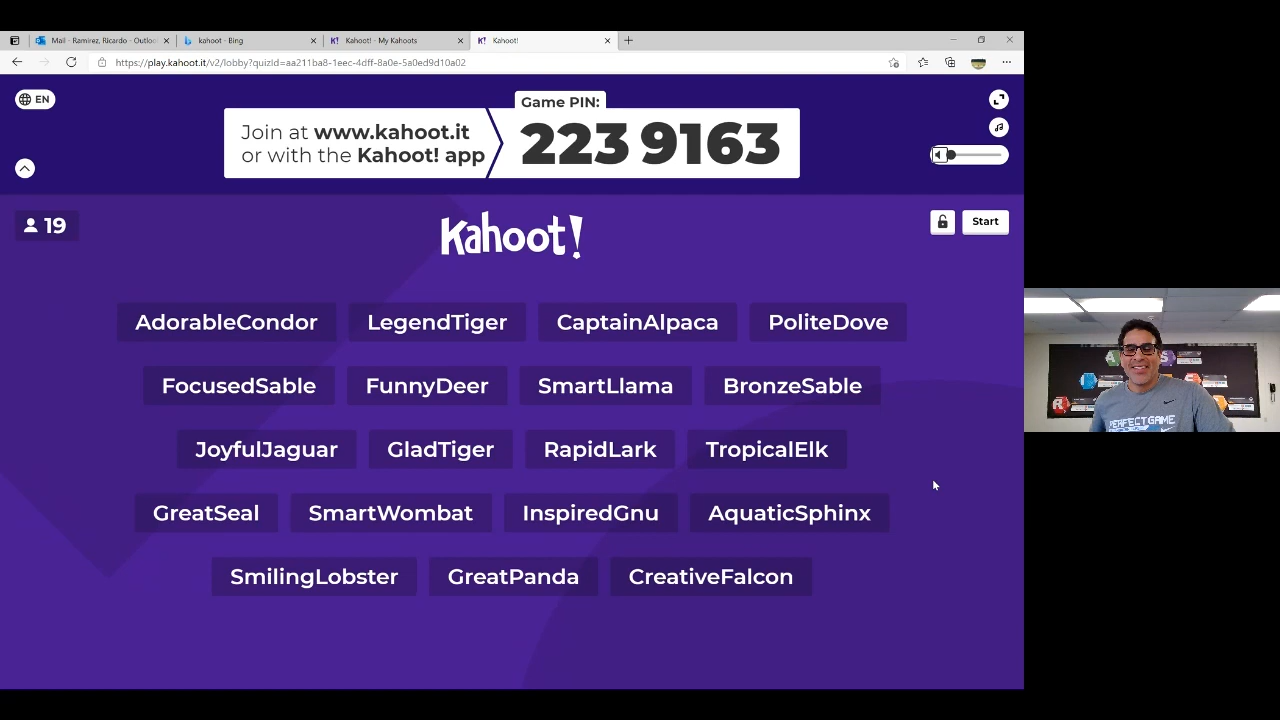 Mail - Ramirez, Ricardo - Outloo
kahoot - Bing
Kahoot! - My Kahoots
Kahoot!
https://play.kahoot.it/v2/lobby?quizId=aa211ba8-1eec-4dff-8a0e-5a0ed9d10a02
EN
Game PIN:
Join at www.kahoot.it
or with the Kahoot! app
223 9163
19
Kahoot!
Start
AdorableCondor LegendTiger CaptainAlpaca PoliteDove
FocusedSable FunnyDeer SmartLlama BronzeSable
JoyfulJaguar GladTiger RapidLark TropicalElk
GreatSeal SmartWombat InspiredGnu AquaticSphinx
SmilingLobster GreatPanda CreativeFalcon
A S
R
PERFECTGAME